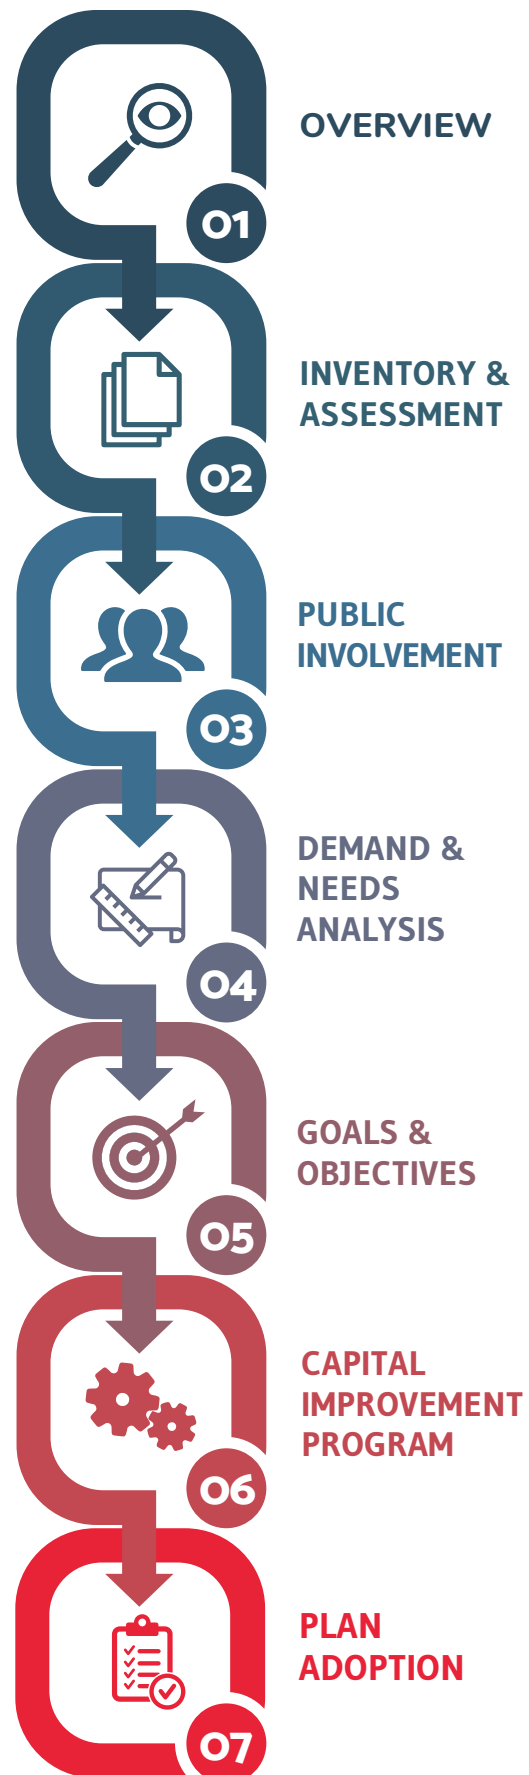 OVERVIEW
01
INVENTORY &
ASSESSMENT
02
PUBLIC
INVOLVEMENT
03
DEMAND &
NEEDS
ANALYSIS
04
GOALS &
OBJECTIVES
05
CAPITAL
IMPROVEMENT
PROGRAM
06
PLAN
ADOPTION
07